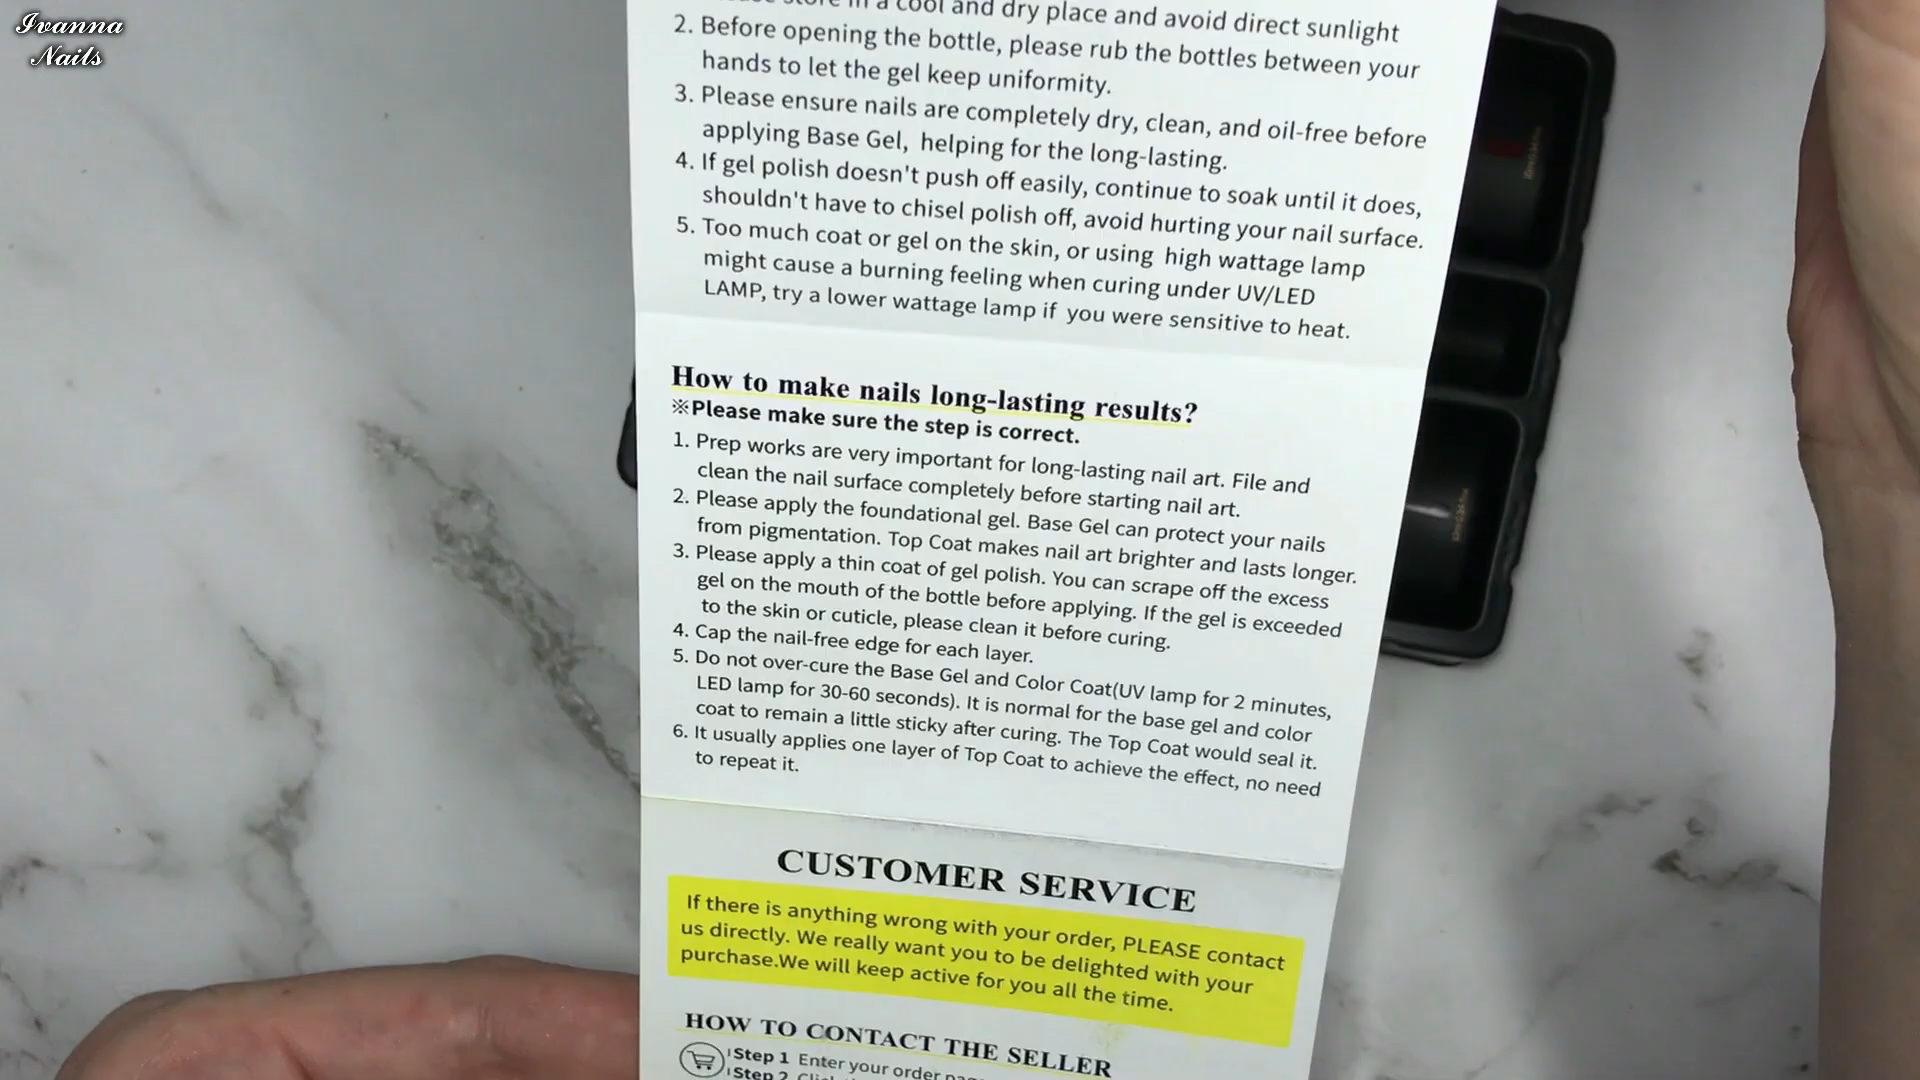 Ivanna
Nails
in a cool and dry place and avoid direct sunlight
2. Before opening the bottle, please rub the bottles between your
hands to let the gel keep uniformity.
3. Please ensure nails are completely dry, clean, and oil-free before
applying Base Gel, helping for the long-lasting.
4. If gel polish doesn't push off easily, continue to soak until it does,
shouldn't have to chisel polish off, avoid hurting your nail surface.
5. Too much coat or gel on the skin, or using high wattage lamp
might cause a burning feeling when curing under UV/LED
LAMP, try a lower wattage lamp if you were sensitive to heat.
How to make nails long-lasting results?
※Please make sure the step is correct.
1. Prep works are very important for long-lasting nail art. File and
clean the nail surface completely before starting nail art.
2. Please apply the foundational gel. Base Gel can protect your nails
from pigmentation. Top Coat makes nail art brighter and lasts longer.
3. Please apply a thin coat of gel polish. You can scrape off the excess
gel on the mouth of the bottle before applying. If the gel is exceeded
to the skin or cuticle, please clean it before curing.
4. Cap the nail-free edge for each layer.
5. Do not over-cure the Base Gel and Color Coat(UV lamp for 2 minutes,
LED lamp for 30-60 seconds). It is normal for the base gel and color
coat to remain a little sticky after curing. The Top Coat would seal it.
6. It usually applies one layer of Top Coat to achieve the effect, no need
to repeat it.
CUSTOMER SERVICE
If there is anything wrong with your order, PLEASE contact
us directly. We really want you to be delighted with your
purchase.We will keep active for you all the time.
HOW TO CONTACT THE SELLER
Step 1 Enter your order
Step 2